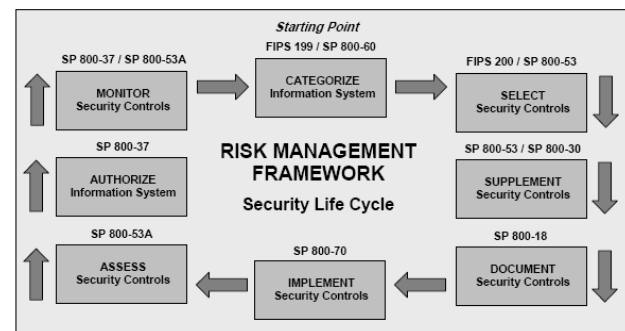 Starting Point
FIPS 199 / SP 800-60
CATEGORIZE
Information System
FIPS 200 / SP 800-53
SELECT
Security Controls
SP 800-53 / SP 800-30
SUPPLEMENT
Security Controls
SP 800-18
DOCUMENT
Security Controls
SP 800-70
IMPLEMENT
Security Controls
SP 800-53A
ASSESS
Security Controls
SP 800-37
AUTHORIZE
Information System
SP 800-37 / SP 800-53A
MONITOR
Security Controls
RISK MANAGEMENT
FRAMEWORK
Security Life Cycle